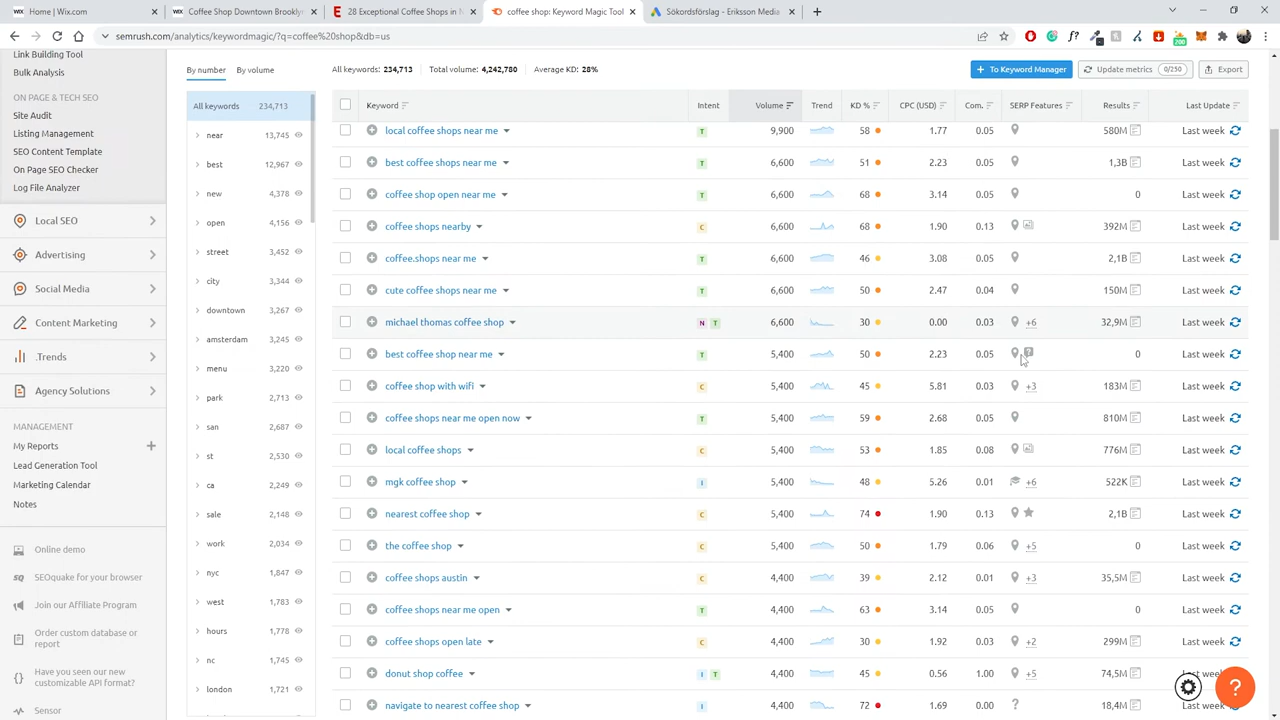 Home | Wix.com
Coffee Shop Downtown Brooklyn
28 Exceptional Coffee Shops in N
coffee shop: Keyword Magic Tool
Sökordsförslag - Eriksson Media
semrush.com/analytics/keywordmagic/?q=coffee%20shop&db=us
200
Link Building Tool
Bulk Analysis
ON PAGE & TECH SEO
Site Audit
Listing Management
SEO Content Template
On Page SEO Checker
Log File Analyzer
Local SEO
Advertising
Social Media
Content Marketing
.Trends
Agency Solutions
MANAGEMENT
My Reports
Lead Generation Tool
Marketing Calendar
Notes
Online demo
SEOquake for your browser
Join our Affiliate Program
Order custom database or
report
Have you seen our new
customizable API format?
Sensor
By number By volume
All keywords 234,713
near 13,745
best 12,967
new 4,378
open 4,156
street 3,452
city 3,344
downtown 3,267
amsterdam 3,245
menu 3,220
park 2,713
san 2,687
st 2,530
ca 2,249
sale 2,148
work 2,034
nyc 1,847
west 1,783
hours 1,778
nc 1,745
london 1,721
All keywords: 234,713 Total volume: 4,242,780 Average KD: 28%
+ To Keyword Manager Update metrics 0/250 Export
Keyword Intent Volume Trend KD % CPC (USD) Com. SERP Features Results Last Update
local coffee shops near me T 9,900 58 1.77 0.05 580M Last week
best coffee shops near me T 6,600 51 2.23 0.05 1,3B Last week
coffee shop open near me T 6,600 68 3.14 0.05 0 Last week
coffee shops nearby C 6,600 68 1.90 0.13 392M Last week
coffee.shops near me T 6,600 46 3.08 0.05 2,1B Last week
cute coffee shops near me T 6,600 50 2.47 0.04 150M Last week
michael thomas coffee shop N T 6,600 30 0.00 0.03 +6 32,9M Last week
best coffee shop near me T 5,400 50 2.23 0.05 0 Last week
coffee shop with wifi C 5,400 45 5.81 0.03 +3 183M Last week
coffee shops near me open now T 5,400 59 2.68 0.05 810M Last week
local coffee shops C 5,400 53 1.85 0.08 776M Last week
mgk coffee shop I 5,400 48 5.26 0.01 +6 522K Last week
nearest coffee shop C 5,400 74 1.90 0.13 2,1B Last week
the coffee shop C 5,400 50 1.79 0.06 +5 0 Last week
coffee shops austin C 4,400 39 2.12 0.01 +3 35,5M Last week
coffee shops near me open T 4,400 63 3.14 0.05 0 Last week
coffee shops open late C 4,400 30 1.92 0.03 +2 299M Last week
donut shop coffee I T 4,400 45 0.56 1.00 +5 74,5M Last week
navigate to nearest coffee shop I 4,400 72 1.69 0.00 18,4M Last week